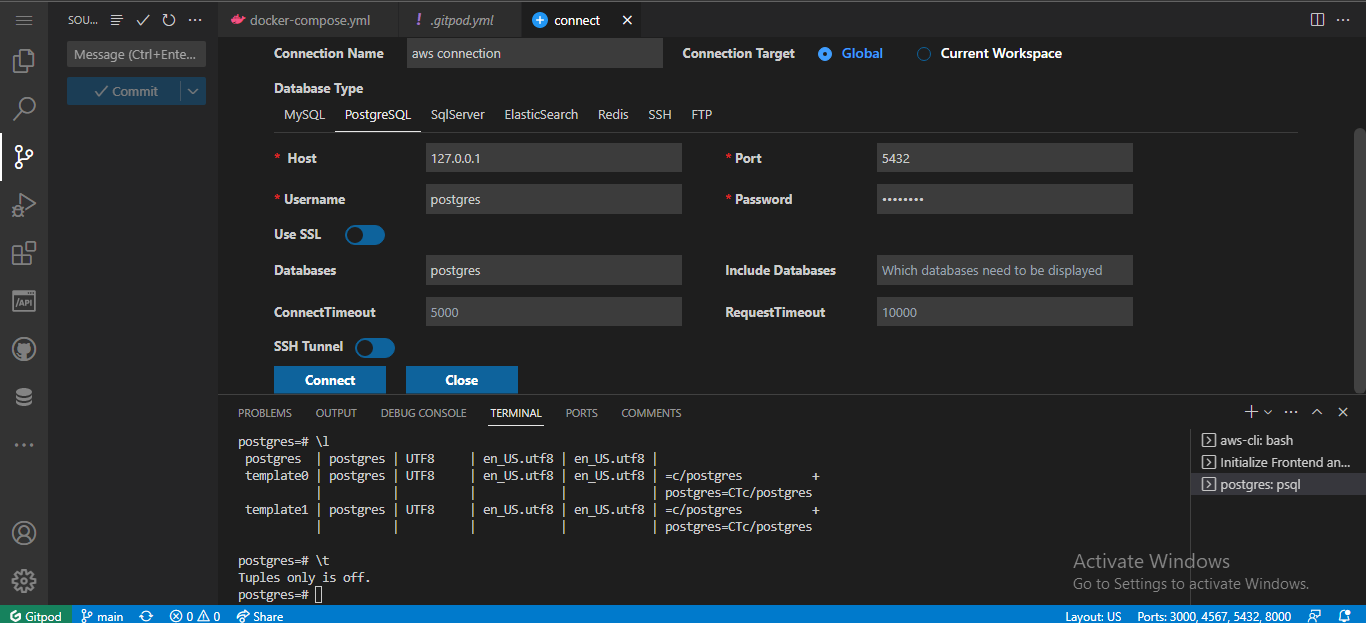 SOU...
docker-compose.yml
! .gitpod.yml
connect
Message (Ctrl+Ente...
Commit
Connection Name
aws connection
Connection Target
Global
Current Workspace
Database Type
MySQL PostgreSQL SqlServer ElasticSearch Redis SSH FTP
* Host
127.0.0.1
* Port
5432
* Username
postgres
* Password
••••••••
Use SSL
Databases
postgres
Include Databases
Which databases need to be displayed
ConnectTimeout
5000
RequestTimeout
10000
SSH Tunnel
Connect
Close
/API
PROBLEMS OUTPUT DEBUG CONSOLE TERMINAL PORTS COMMENTS
postgres=# \l
postgres | postgres | UTF8 | en_US.utf8 | en_US.utf8 |
template0 | postgres | UTF8 | en_US.utf8 | en_US.utf8 | =c/postgres +
| | | | | postgres=CTc/postgres
template1 | postgres | UTF8 | en_US.utf8 | en_US.utf8 | =c/postgres +
| | | | | postgres=CTc/postgres
postgres=# \t
Tuples only is off.
postgres=#
aws-cli: bash
Initialize Frontend an...
postgres: psql
Activate Windows
Go to Settings to activate Windows.
Gitpod
main
0 0
Share
Layout: US
Ports: 3000, 4567, 5432, 8000